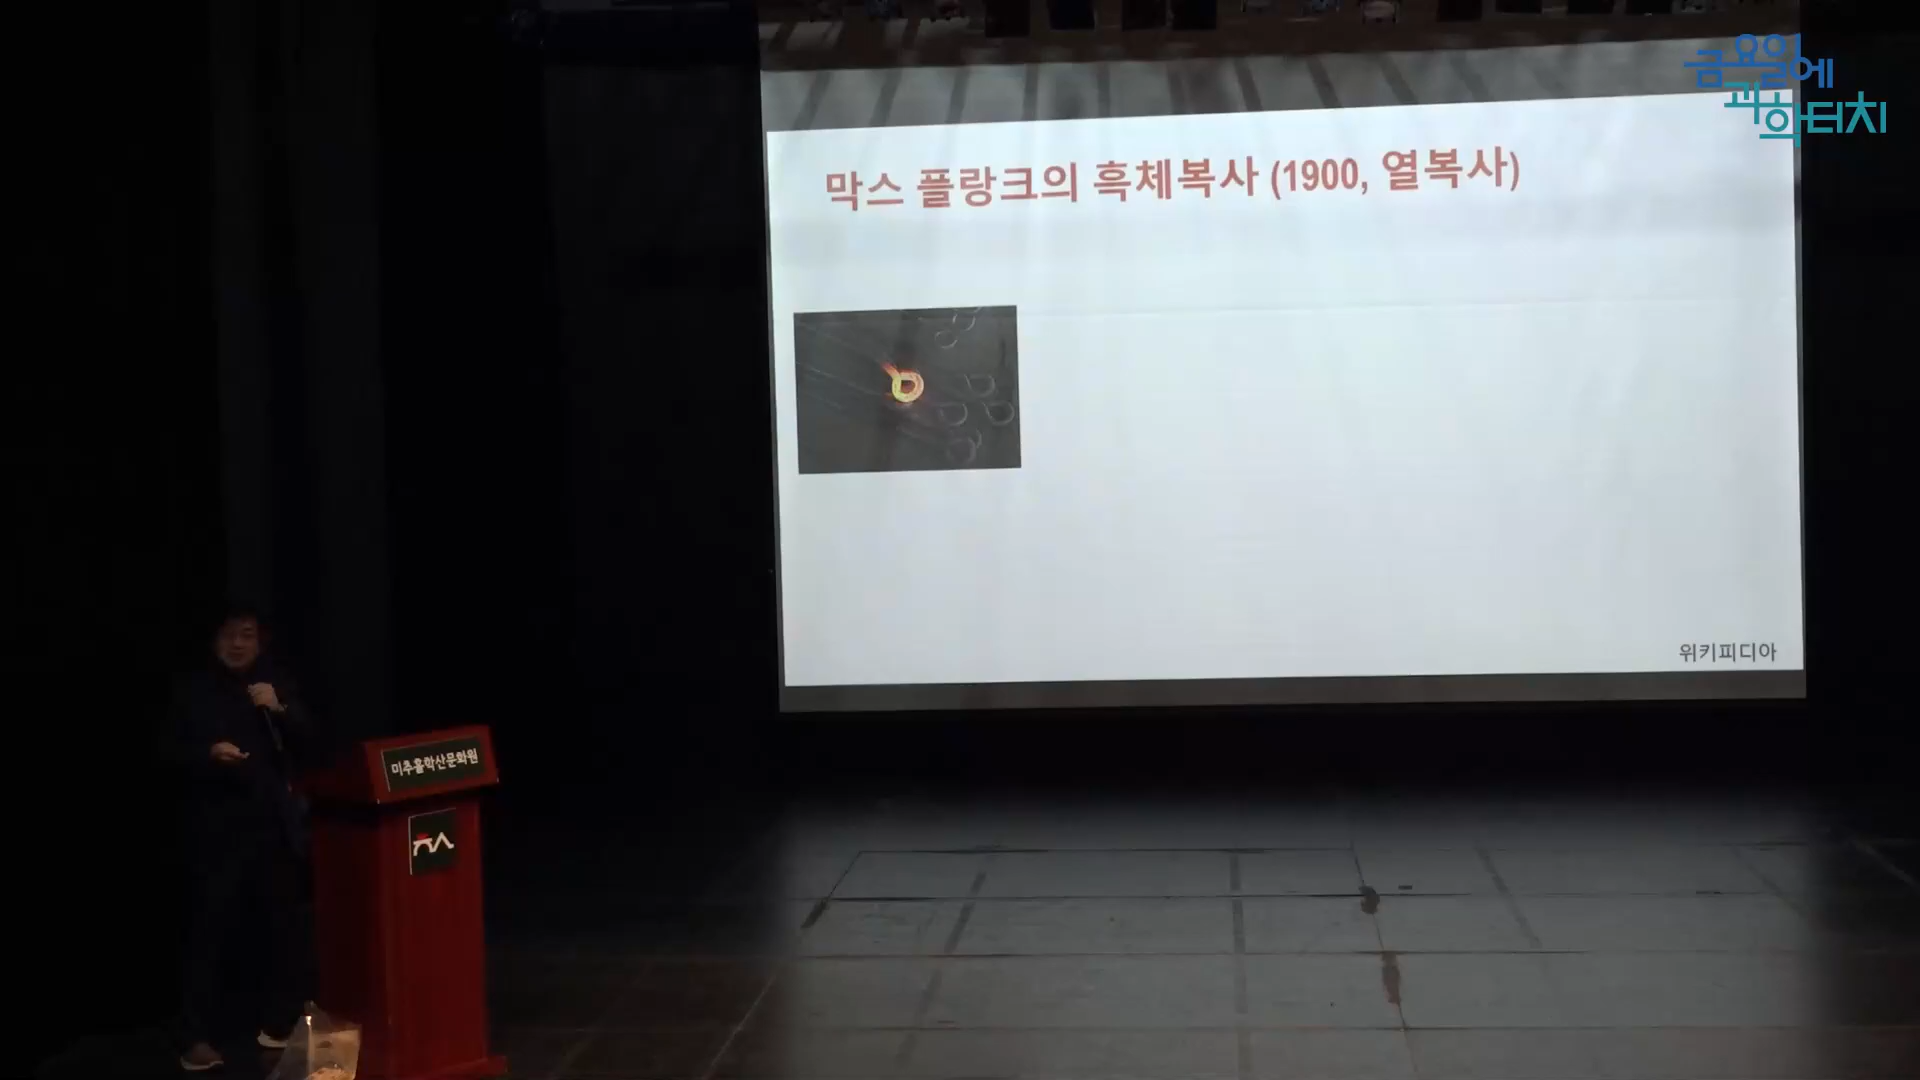 금요일에
과학터치
막스 플랑크의 흑체복사 (1900, 열복사)
위키피디아
미추홀학산문화원